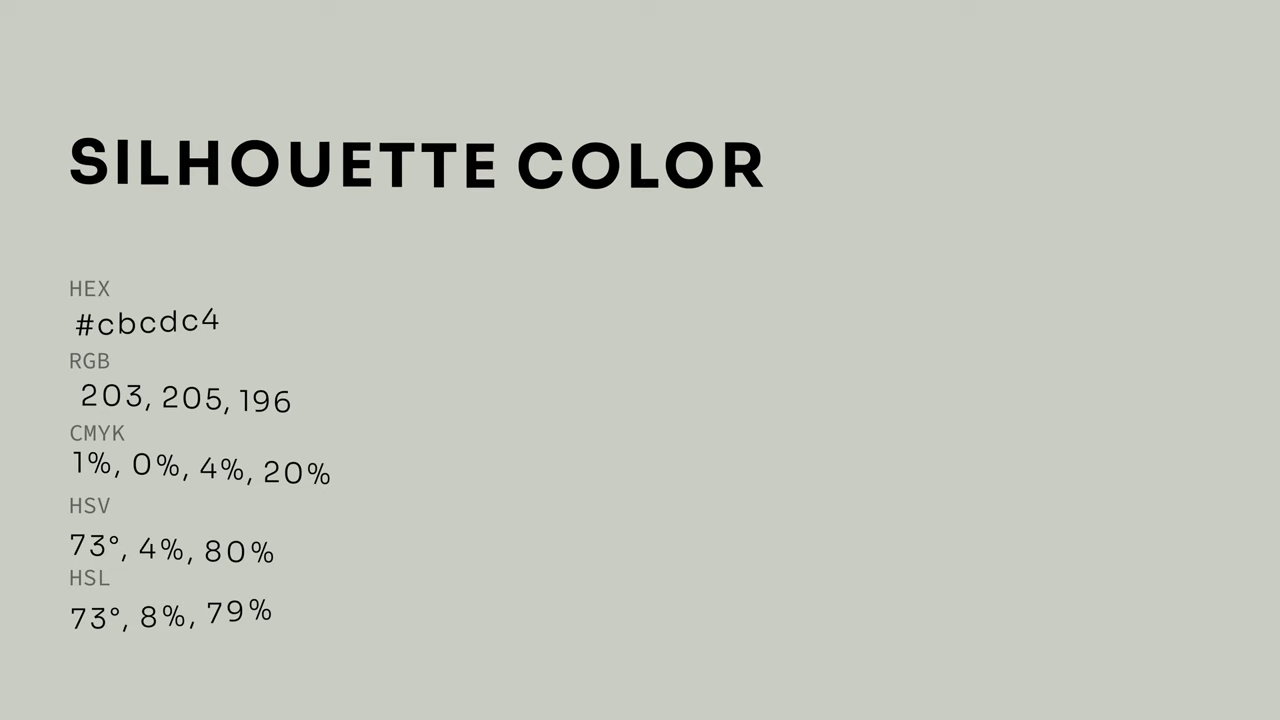 SILHOUETTE COLOR
HEX
#cbcdc4
RGB
203, 205, 196
CMYK
1%, 0%, 4%, 20%
HSV
73°, 4%, 80%
HSL
73°, 8%, 79%